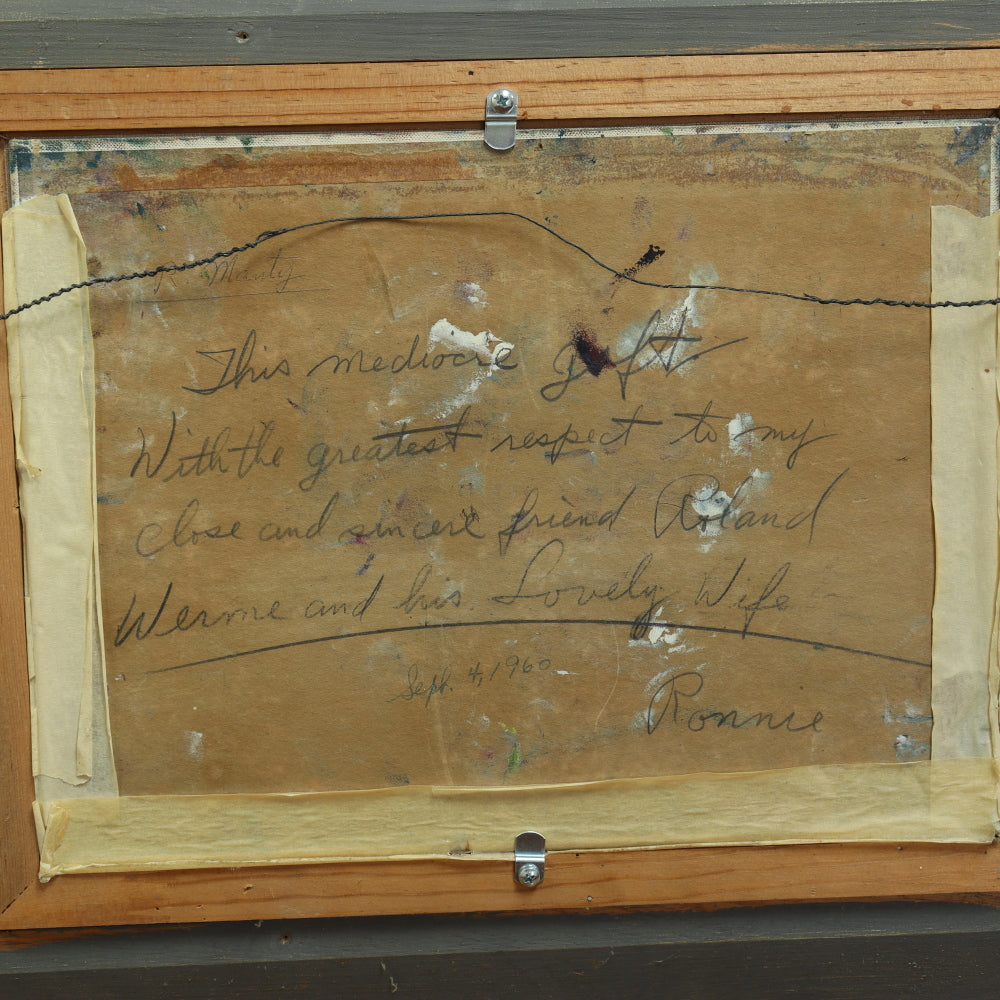 This mediocre gift
With the greatest respect to my
close and sincere friend Roland
Werme and his Lovely Wife
Sept. 4, 1960
Ronnie